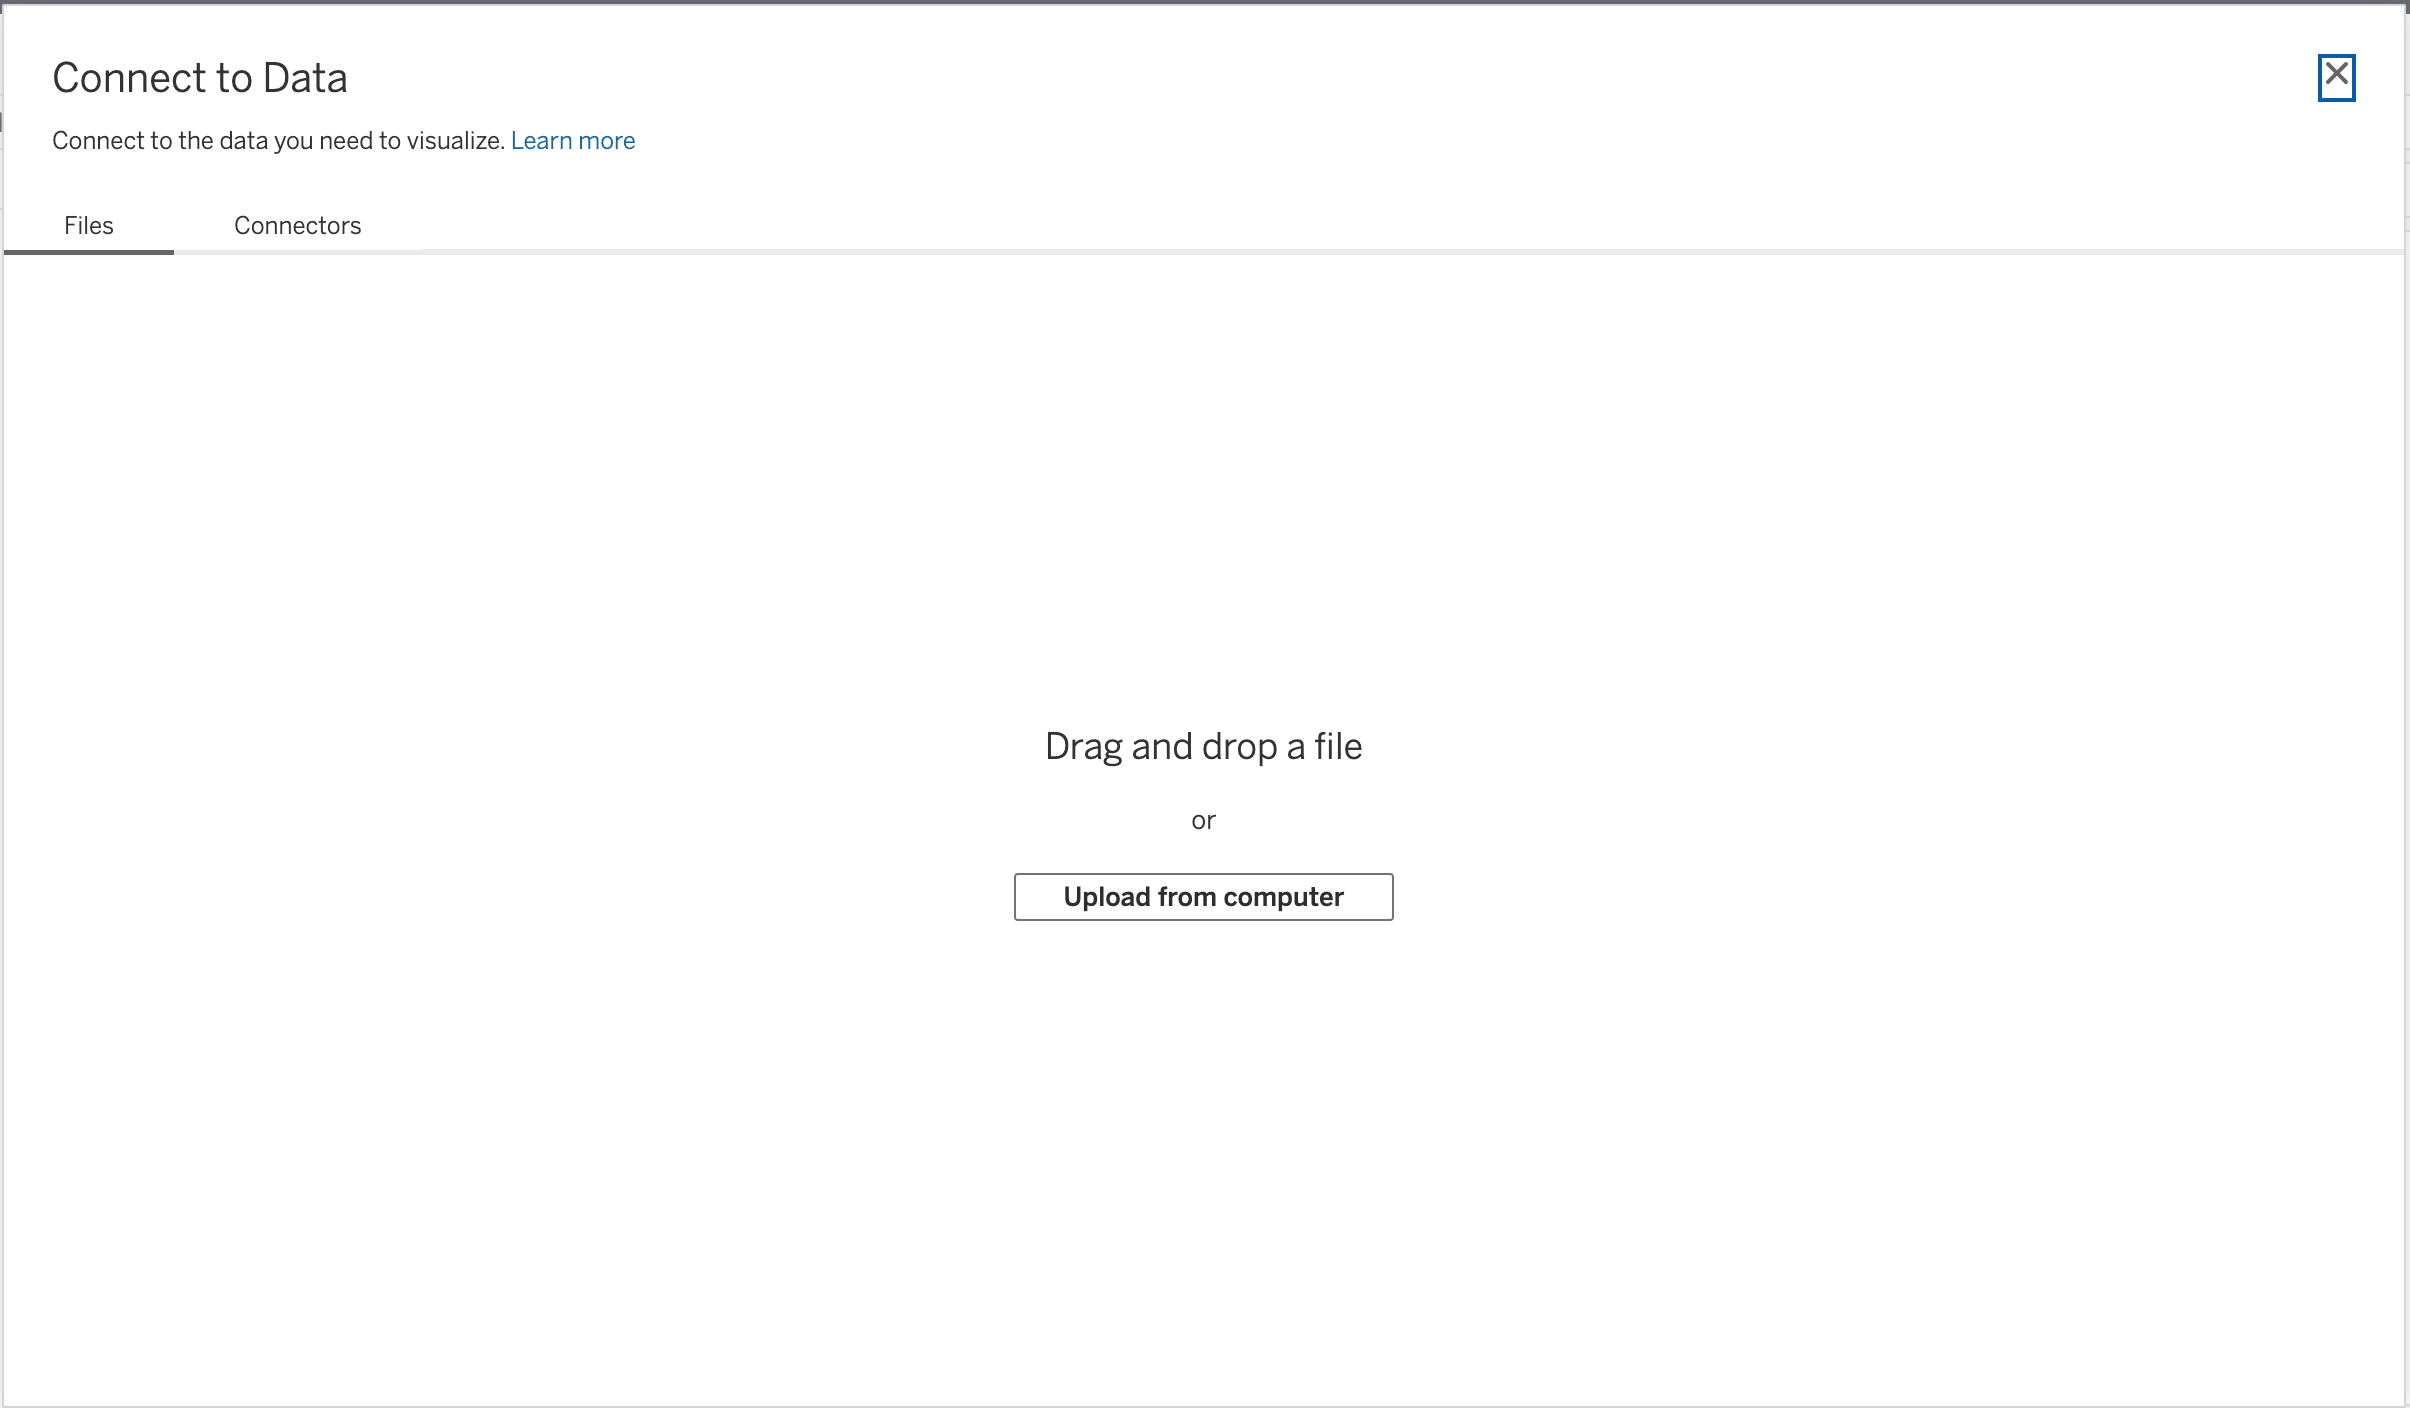 Connect to Data
Connect to the data you need to visualize. Learn more
Files
Connectors
Drag and drop a file
or
Upload from computer